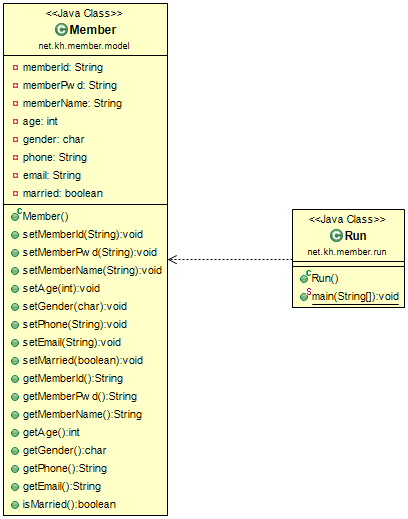 <<Java Class>>
Member
net.kh.member.model
memberId: String
memberPwd: String
memberName: String
age: int
gender: char
phone: String
email: String
married: boolean
Member()
setMemberId(String):void
setMemberPwd(String):void
setMemberName(String):void
setAge(int):void
setGender(char):void
setPhone(String):void
setEmail(String):void
setMarried(boolean):void
getMemberId():String
getMemberPwd():String
getMemberName():String
getAge():int
getGender():char
getPhone():String
getEmail():String
isMarried():boolean
<<Java Class>>
Run
net.kh.member.run
Run()
main(String[]):void